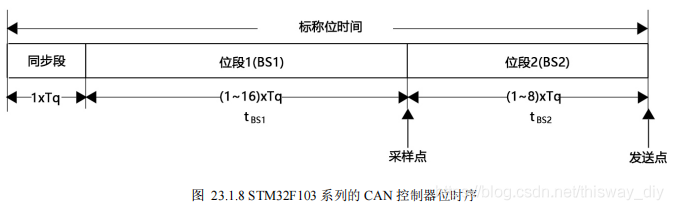 标称位时间
同步段 位段1(BS1) 位段2(BS2)
1xTq (1~16)xTq (1~8)xTq
tBS1 tBS2
采样点 发送点
图 23.1.8 STM32F103 系列的 CAN 控制器位时序
https://blog.csdn.net/thisway_diy